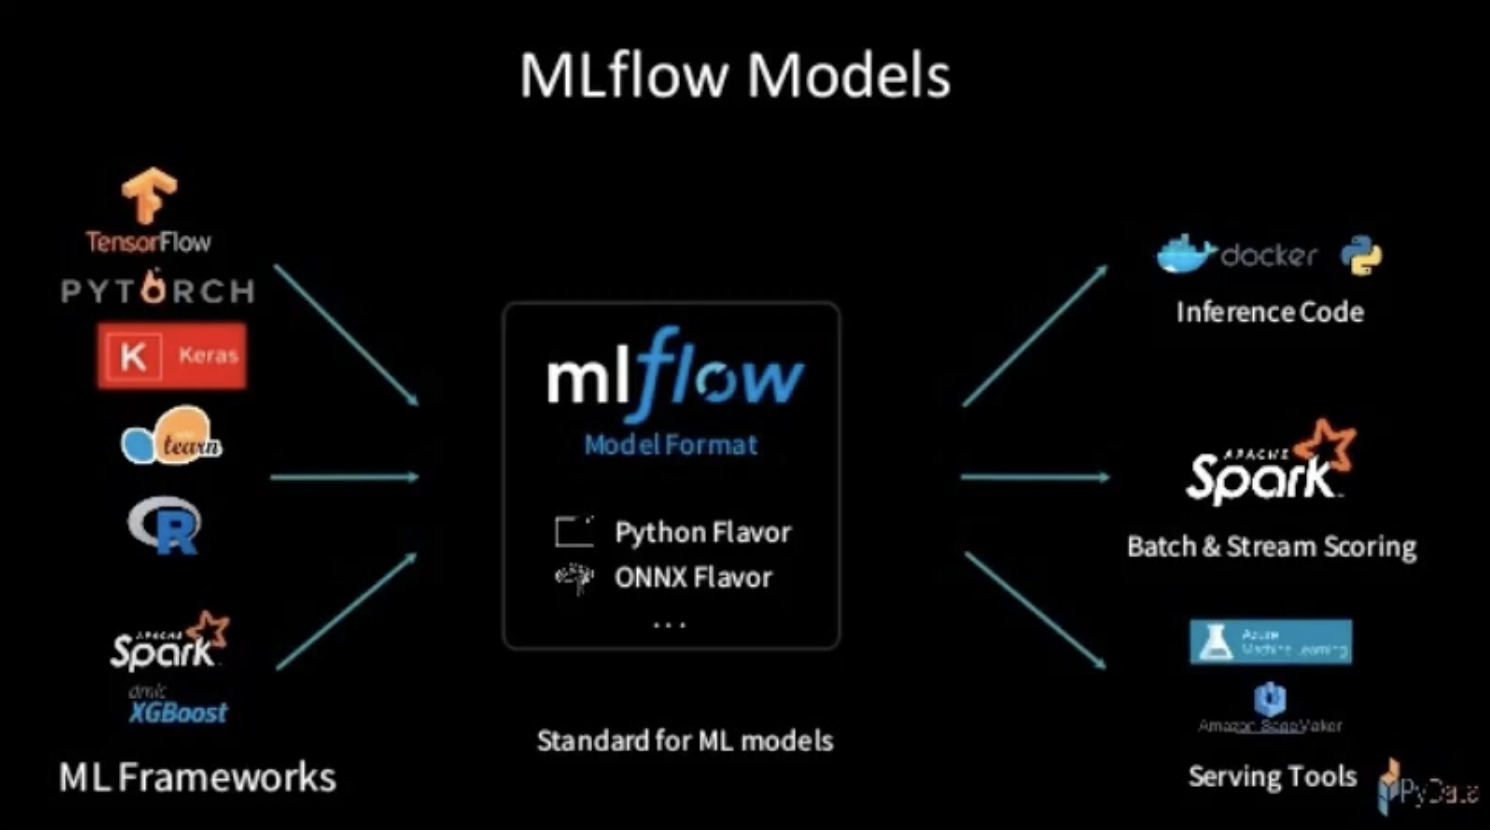 MLflow Models
TensorFlow
PYTORCH
K Keras
learn
R
APACHE
Spark
dmlc
XGBoost
ML Frameworks
mlflow
Model Format
Python Flavor
ONNX Flavor
...
Standard for ML models
docker
Inference Code
APACHE
Spark
Batch & Stream Scoring
Azure
Machine Learning
Amazon SageMaker
Serving Tools
PyData